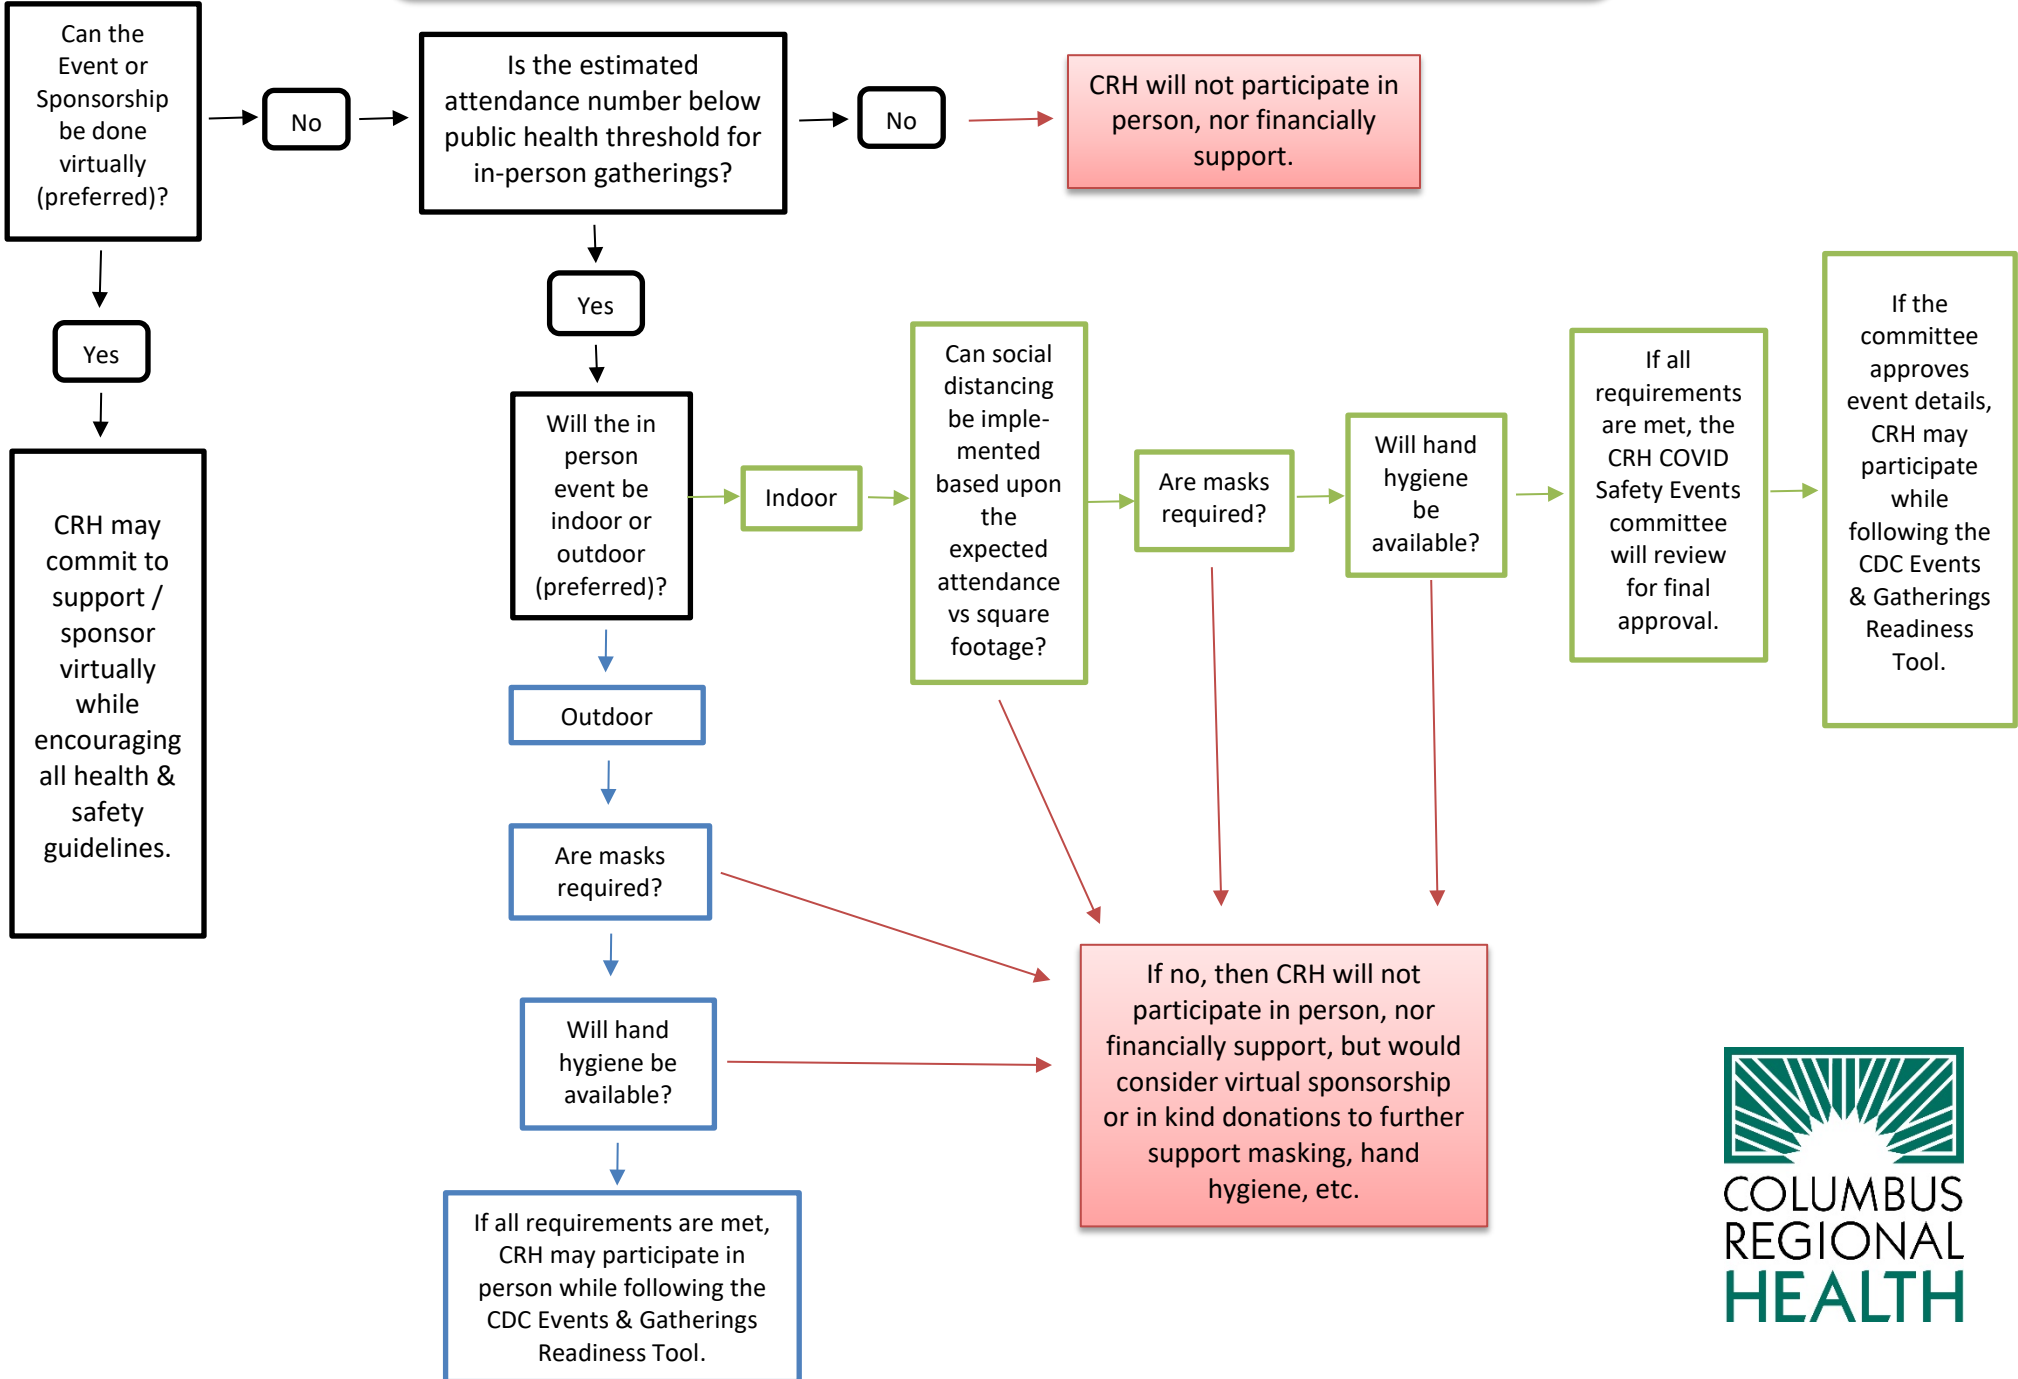 Can the
Event or
Sponsorship
be done
virtually
(preferred)?
No
Is the estimated
attendance number below
public health threshold for
in-person gatherings?
No
CRH will not participate in
person, nor financially
support.
Yes
CRH may
commit to
support /
sponsor
virtually
while
encouraging
all health &
safety
guidelines.
Yes
Will the in
person
event be
indoor or
outdoor
(preferred)?
Indoor
Can social
distancing
be imple-
mented
based upon
the
expected
attendance
vs square
footage?
Are masks
required?
Will hand
hygiene
be
available?
If all
requirements
are met, the
CRH COVID
Safety Events
committee
will review
for final
approval.
If the
committee
approves
event details,
CRH may
participate
while
following the
CDC Events
& Gatherings
Readiness
Tool.
Outdoor
Are masks
required?
Will hand
hygiene be
available?
If all requirements are met,
CRH may participate in
person while following the
CDC Events & Gatherings
Readiness Tool.
If no, then CRH will not
participate in person, nor
financially support, but would
consider virtual sponsorship
or in kind donations to further
support masking, hand
hygiene, etc.
COLUMBUS
REGIONAL
HEALTH